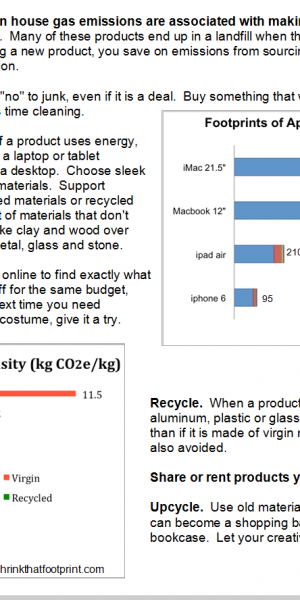 n house gas emissions are associated with maki
. Many of these products end up in a landfill when th
g a new product, you save on emissions from sourcin
on.
"no" to junk, even if it is a deal. Buy something that
s time cleaning.
f a product uses energy,
a laptop or tablet
a desktop. Choose sleek
materials. Support
ed materials or recycled
t of materials that don't
ke clay and wood over
etal, glass and stone.
online to find exactly what
ff for the same budget,
ext time you need
costume, give it a try.
Footprints of Ap
iMac 21.5"
Macbook 12"
ipad air
210
iphone 6
95
sity (kg CO2e/kg)
11.5
Virgin
Recycled
hrinkthatfootprint.com
Recycle. When a product
aluminum, plastic or glass
than if it is made of virgin
also avoided.
Share or rent products y
Upcycle. Use old materia
can become a shopping ba
bookcase. Let your creativ